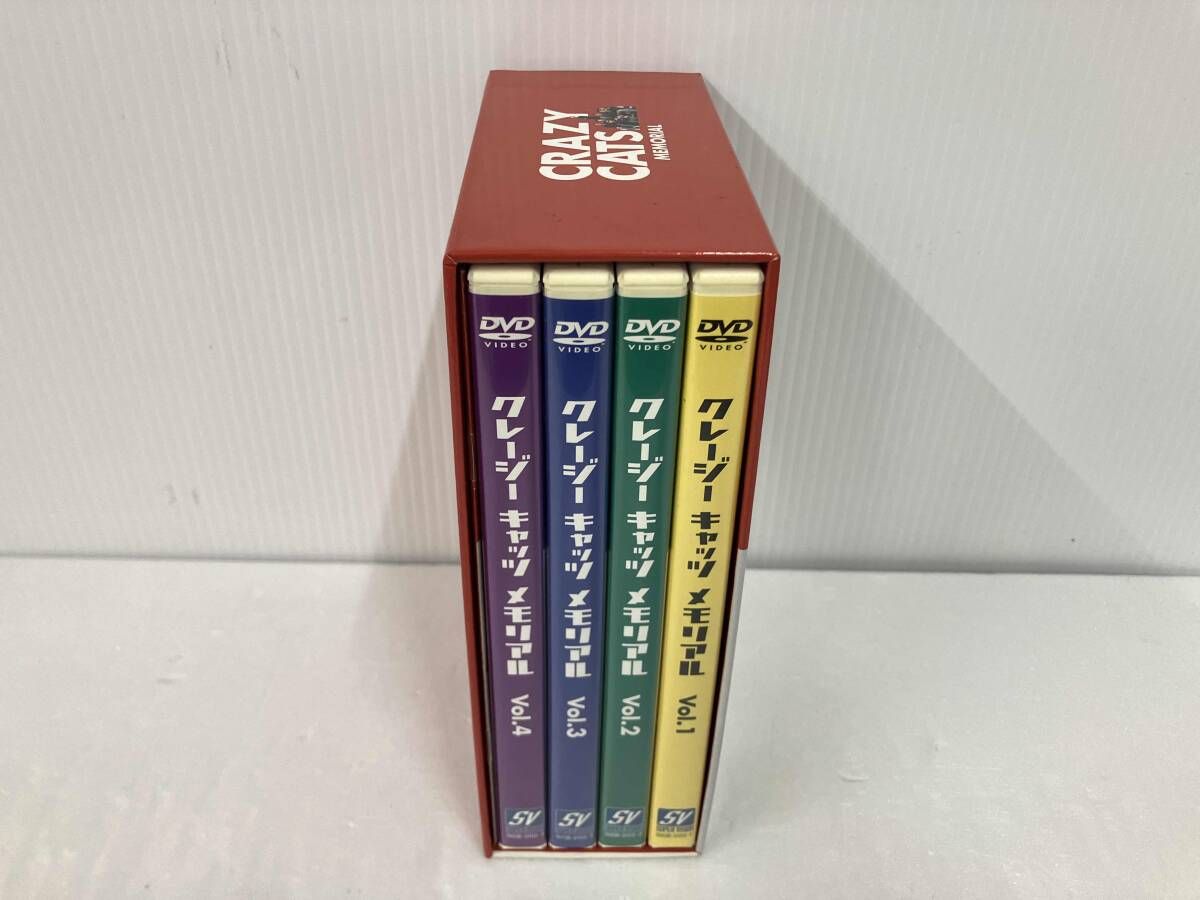 CRAZY
CATS
MEMORIAL
DVD
VIDEO
クレージー キャッツ メモリアル Vol.4
SV
DVD
VIDEO
クレージー キャッツ メモリアル Vol.3
SV
DVD
VIDEO
クレージー キャッツ メモリアル Vol.2
SV
DVD
VIDEO
クレージー キャッツ メモリアル Vol.1
SV